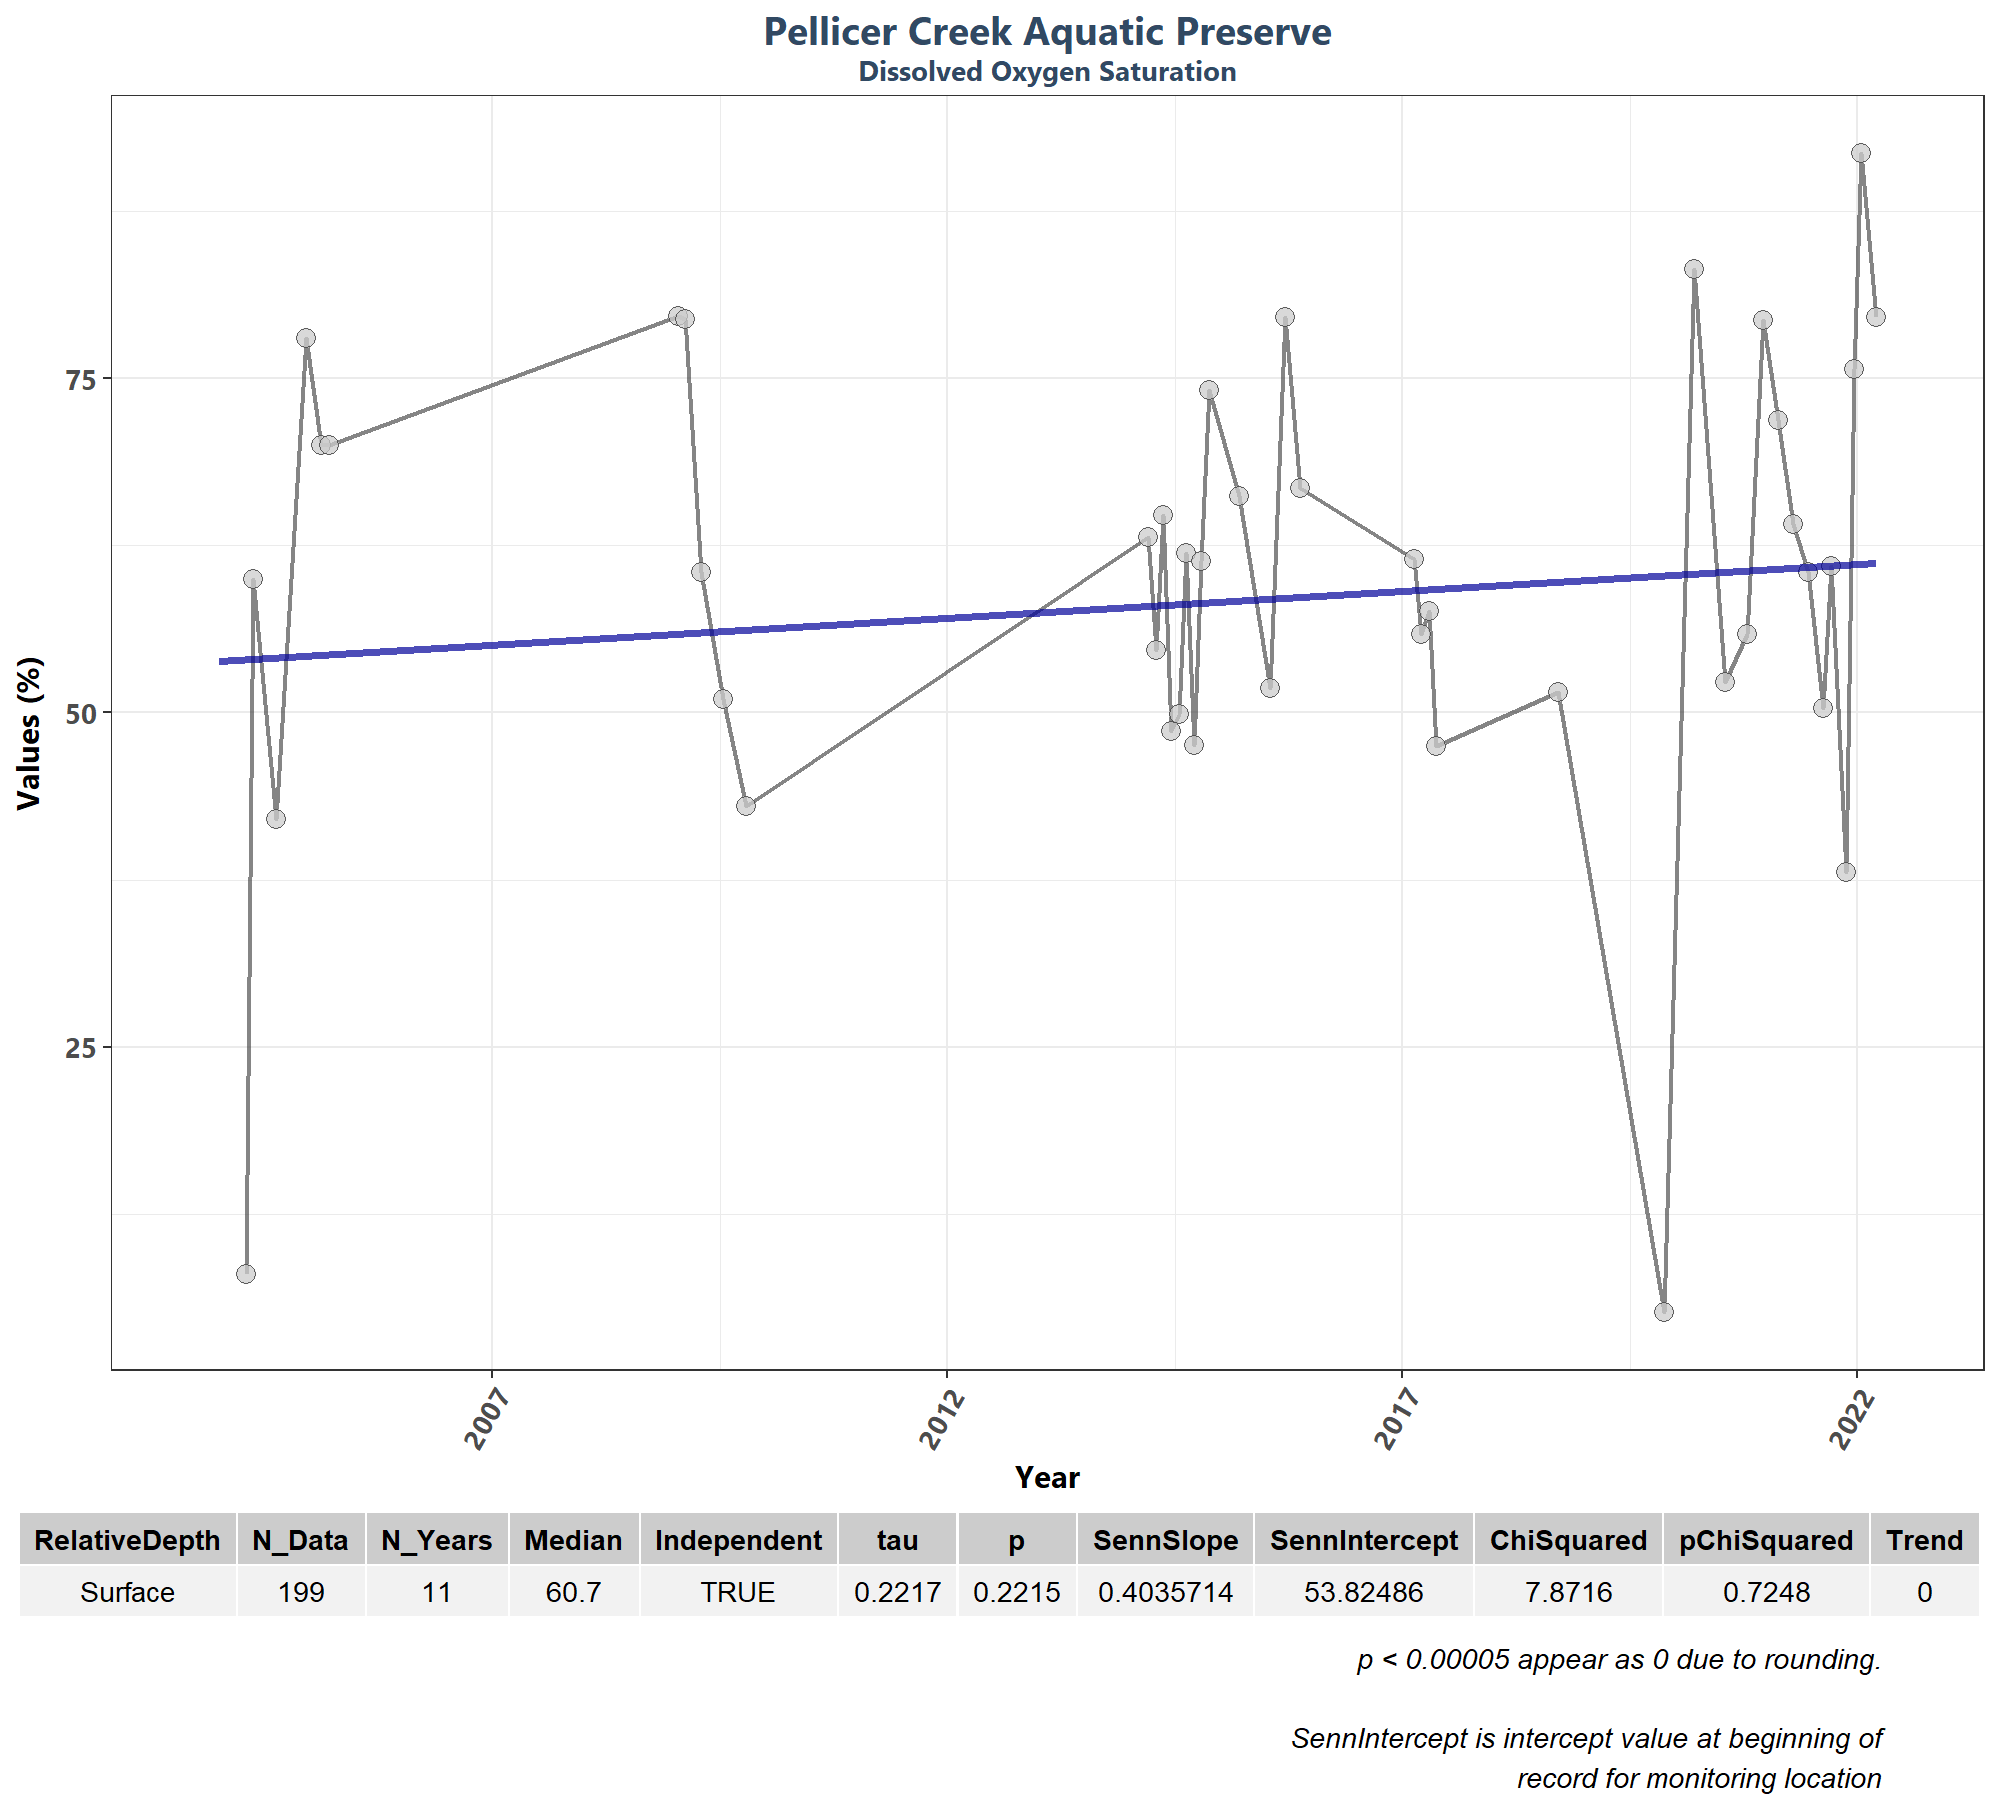 Pellicer Creek Aquatic Preserve
Dissolved Oxygen Saturation
Values (%)
75
50
25
2007
2012
2017
2022
Year
RelativeDepth N_Data N_Years Median Independent tau p SennSlope SennIntercept ChiSquared pChiSquared Trend
Surface 199 11 60.7 TRUE 0.2217 0.2215 0.4035714 53.82486 7.8716 0.7248 0
p < 0.00005 appear as 0 due to rounding.
SennIntercept is intercept value at beginning of
record for monitoring location